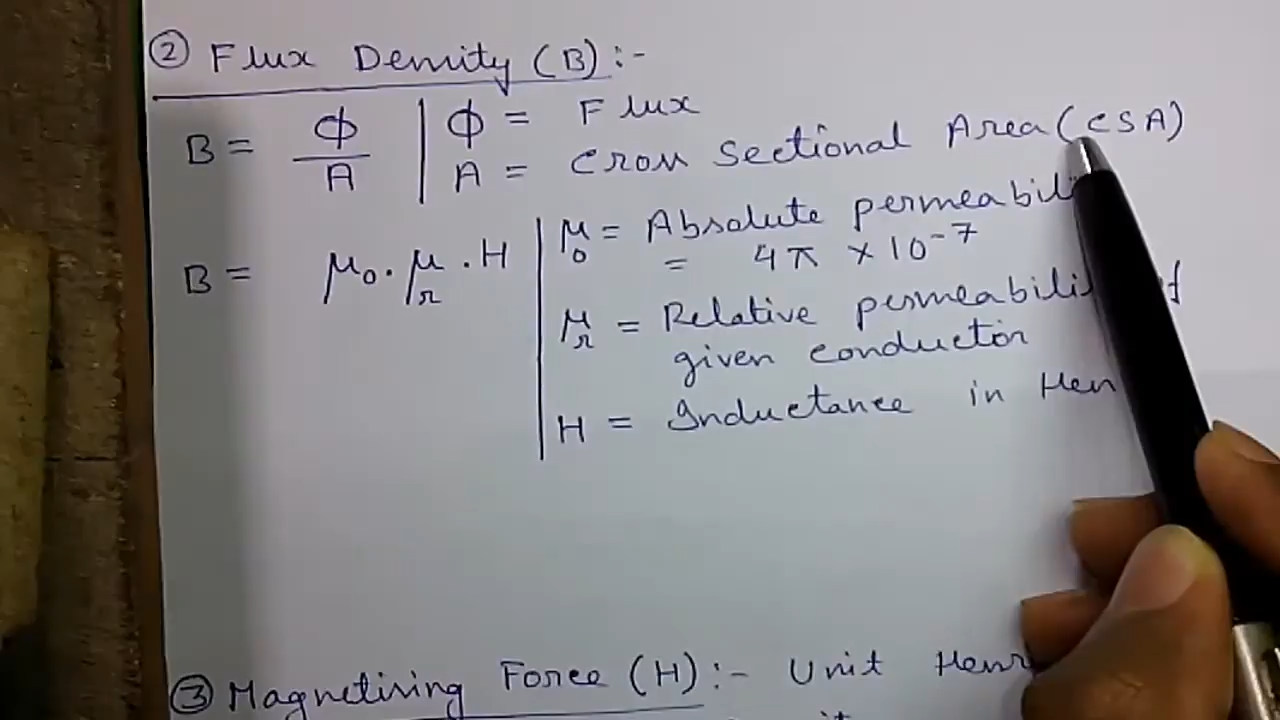 ② Flux Density (B) :-
B = Φ/A | Φ = Flux
A = Cross Sectional Area (CSA)
B = μ₀ . μᵣ . H | μ₀ = Absolute
= 4π × 10⁻⁷
μᵣ = Relative
given conductor
H = Inductance in
③ Magnetising Force (H) :- Unit